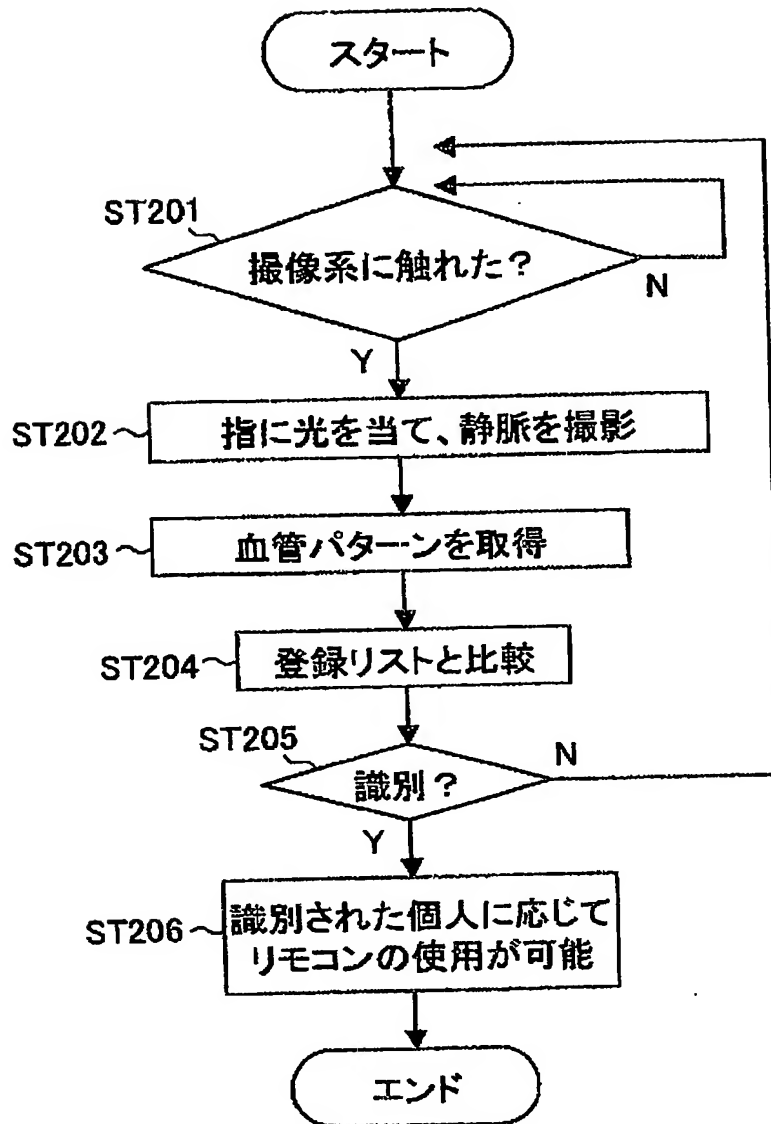 スタート
ST201
撮像系に触れた？
N
Y
ST202
指に光を当て、静脈を撮影
ST203
血管パターンを取得
ST204
登録リストと比較
ST205
識別？
N
Y
ST206
識別された個人に応じて
リモコンの使用が可能
エンド